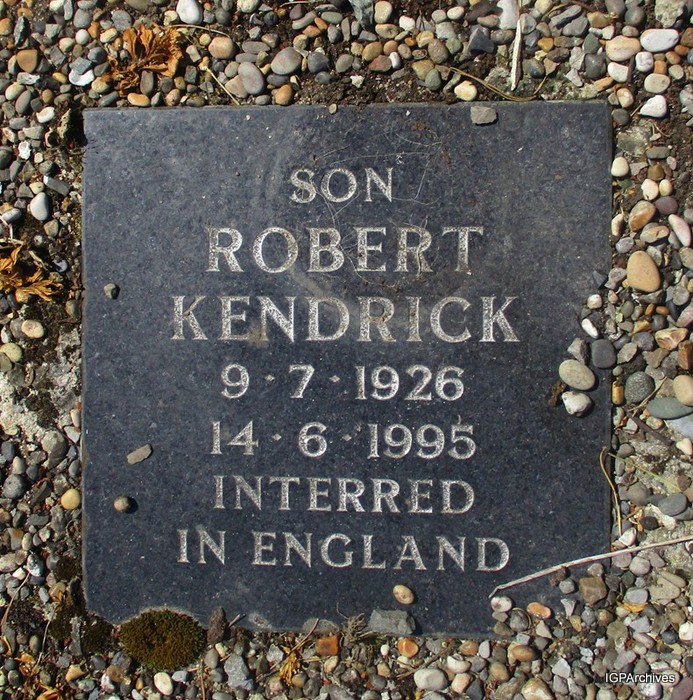 SON
ROBERT
KENDRICK
9·7·1926
14·6·1995
INTERRED
IN ENGLAND
IGPArchives